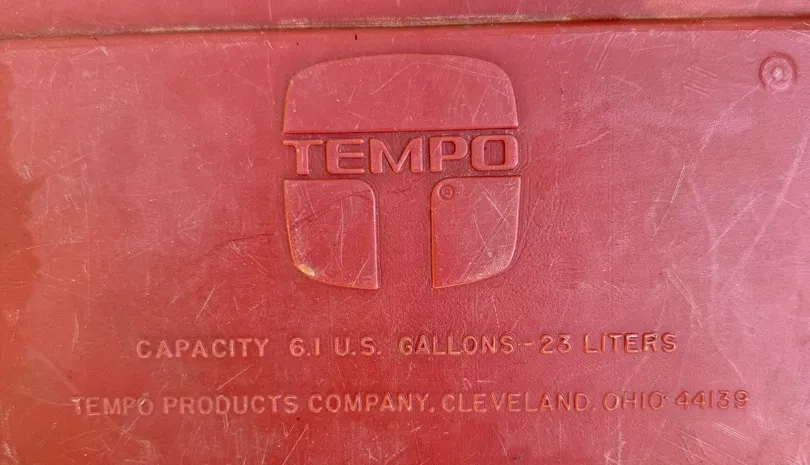 TEMPO
®
CAPACITY 6.1 U.S. GALLONS-23 LITERS
TEMPO PRODUCTS COMPANY, CLEVELAND, OHIO 44139